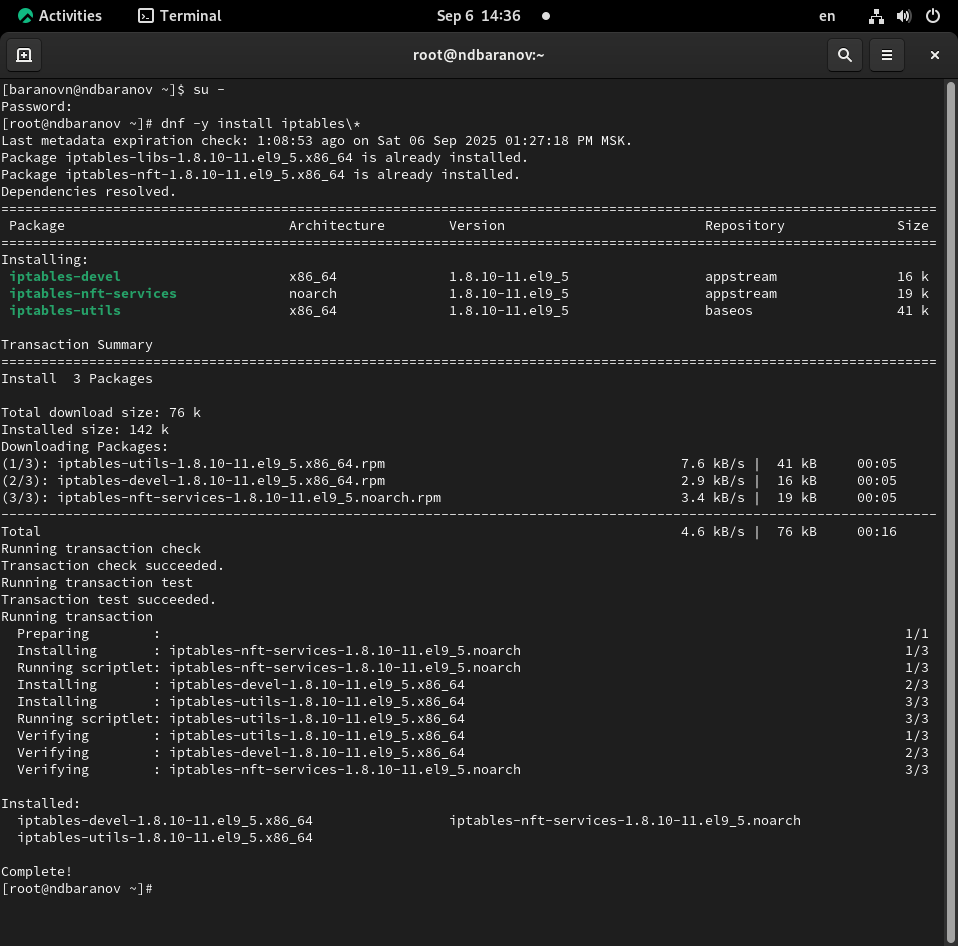 Activities Terminal Sep 6 14:36 en
root@ndbaranov:~
[baranovn@ndbaranov ~]$ su -
Password:
[root@ndbaranov ~]# dnf -y install iptables\*
Last metadata expiration check: 1:08:53 ago on Sat 06 Sep 2025 01:27:18 PM MSK.
Package iptables-libs-1.8.10-11.el9_5.x86_64 is already installed.
Package iptables-nft-1.8.10-11.el9_5.x86_64 is already installed.
Dependencies resolved.
=====================================================================================================================
 Package                            Architecture        Version                         Repository              Size
=====================================================================================================================
Installing:
 iptables-devel                     x86_64              1.8.10-11.el9_5                 appstream               16 k
 iptables-nft-services              noarch              1.8.10-11.el9_5                 appstream               19 k
 iptables-utils                     x86_64              1.8.10-11.el9_5                 baseos                  41 k

Transaction Summary
=====================================================================================================================
Install  3 Packages

Total download size: 76 k
Installed size: 142 k
Downloading Packages:
(1/3): iptables-utils-1.8.10-11.el9_5.x86_64.rpm                                     7.6 kB/s |  41 kB     00:05
(2/3): iptables-devel-1.8.10-11.el9_5.x86_64.rpm                                     2.9 kB/s |  16 kB     00:05
(3/3): iptables-nft-services-1.8.10-11.el9_5.noarch.rpm                              3.4 kB/s |  19 kB     00:05
---------------------------------------------------------------------------------------------------------------------
Total                                                                                4.6 kB/s |  76 kB     00:16
Running transaction check
Transaction check succeeded.
Running transaction test
Transaction test succeeded.
Running transaction
  Preparing        :                                                                                             1/1
  Installing       : iptables-nft-services-1.8.10-11.el9_5.noarch                                                1/3
  Running scriptlet: iptables-nft-services-1.8.10-11.el9_5.noarch                                                1/3
  Installing       : iptables-devel-1.8.10-11.el9_5.x86_64                                                       2/3
  Installing       : iptables-utils-1.8.10-11.el9_5.x86_64                                                       3/3
  Running scriptlet: iptables-utils-1.8.10-11.el9_5.x86_64                                                       3/3
  Verifying        : iptables-utils-1.8.10-11.el9_5.x86_64                                                       1/3
  Verifying        : iptables-devel-1.8.10-11.el9_5.x86_64                                                       2/3
  Verifying        : iptables-nft-services-1.8.10-11.el9_5.noarch                                                3/3

Installed:
  iptables-devel-1.8.10-11.el9_5.x86_64                 iptables-nft-services-1.8.10-11.el9_5.noarch
  iptables-utils-1.8.10-11.el9_5.x86_64

Complete!
[root@ndbaranov ~]#